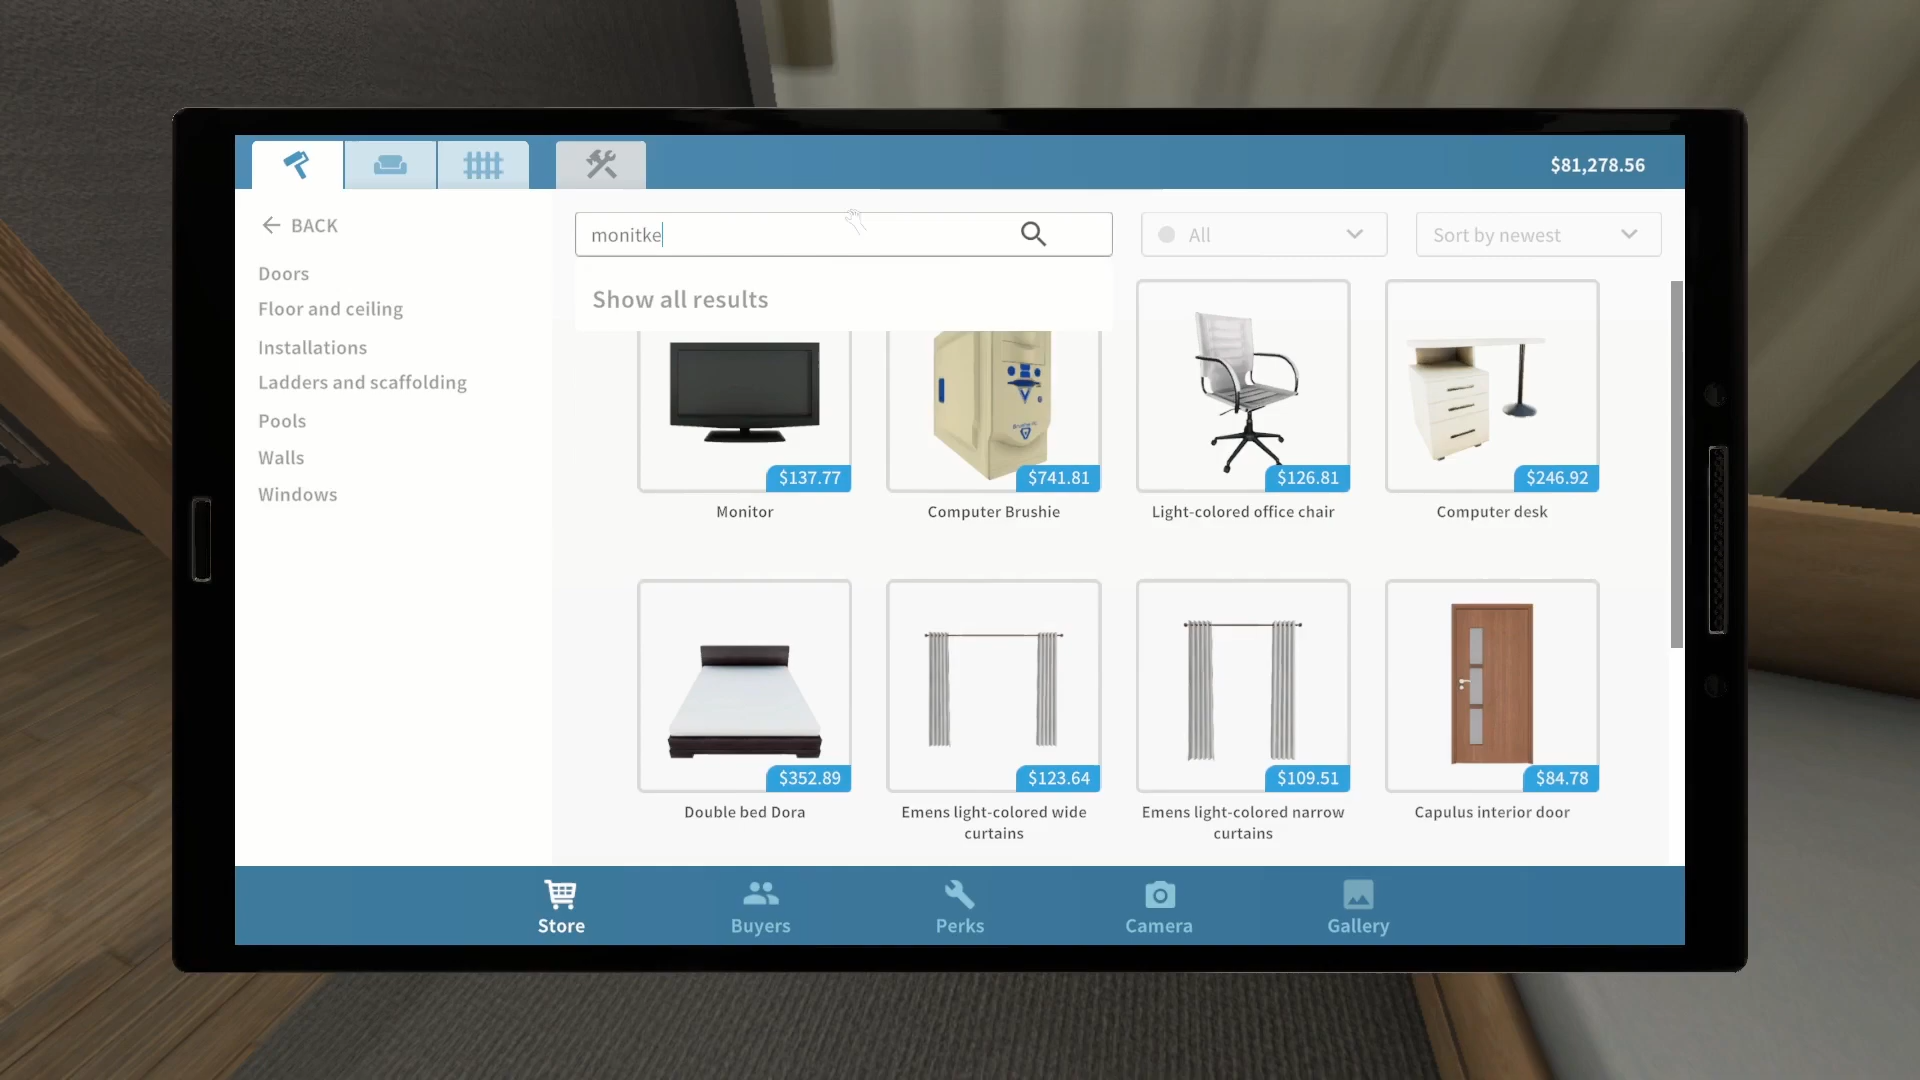 $81,278.56
BACK
monitke
All
Sort by newest
Doors
Floor and ceiling
Installations
Ladders and scaffolding
Pools
Walls
Windows
Show all results
$137.77
$741.81
$126.81
$246.92
Monitor
Computer Brushie
Light-colored office chair
Computer desk
$352.89
$123.64
$109.51
$84.78
Double bed Dora
Emens light-colored wide
curtains
Emens light-colored narrow
curtains
Capulus interior door
Store
Buyers
Perks
Camera
Gallery